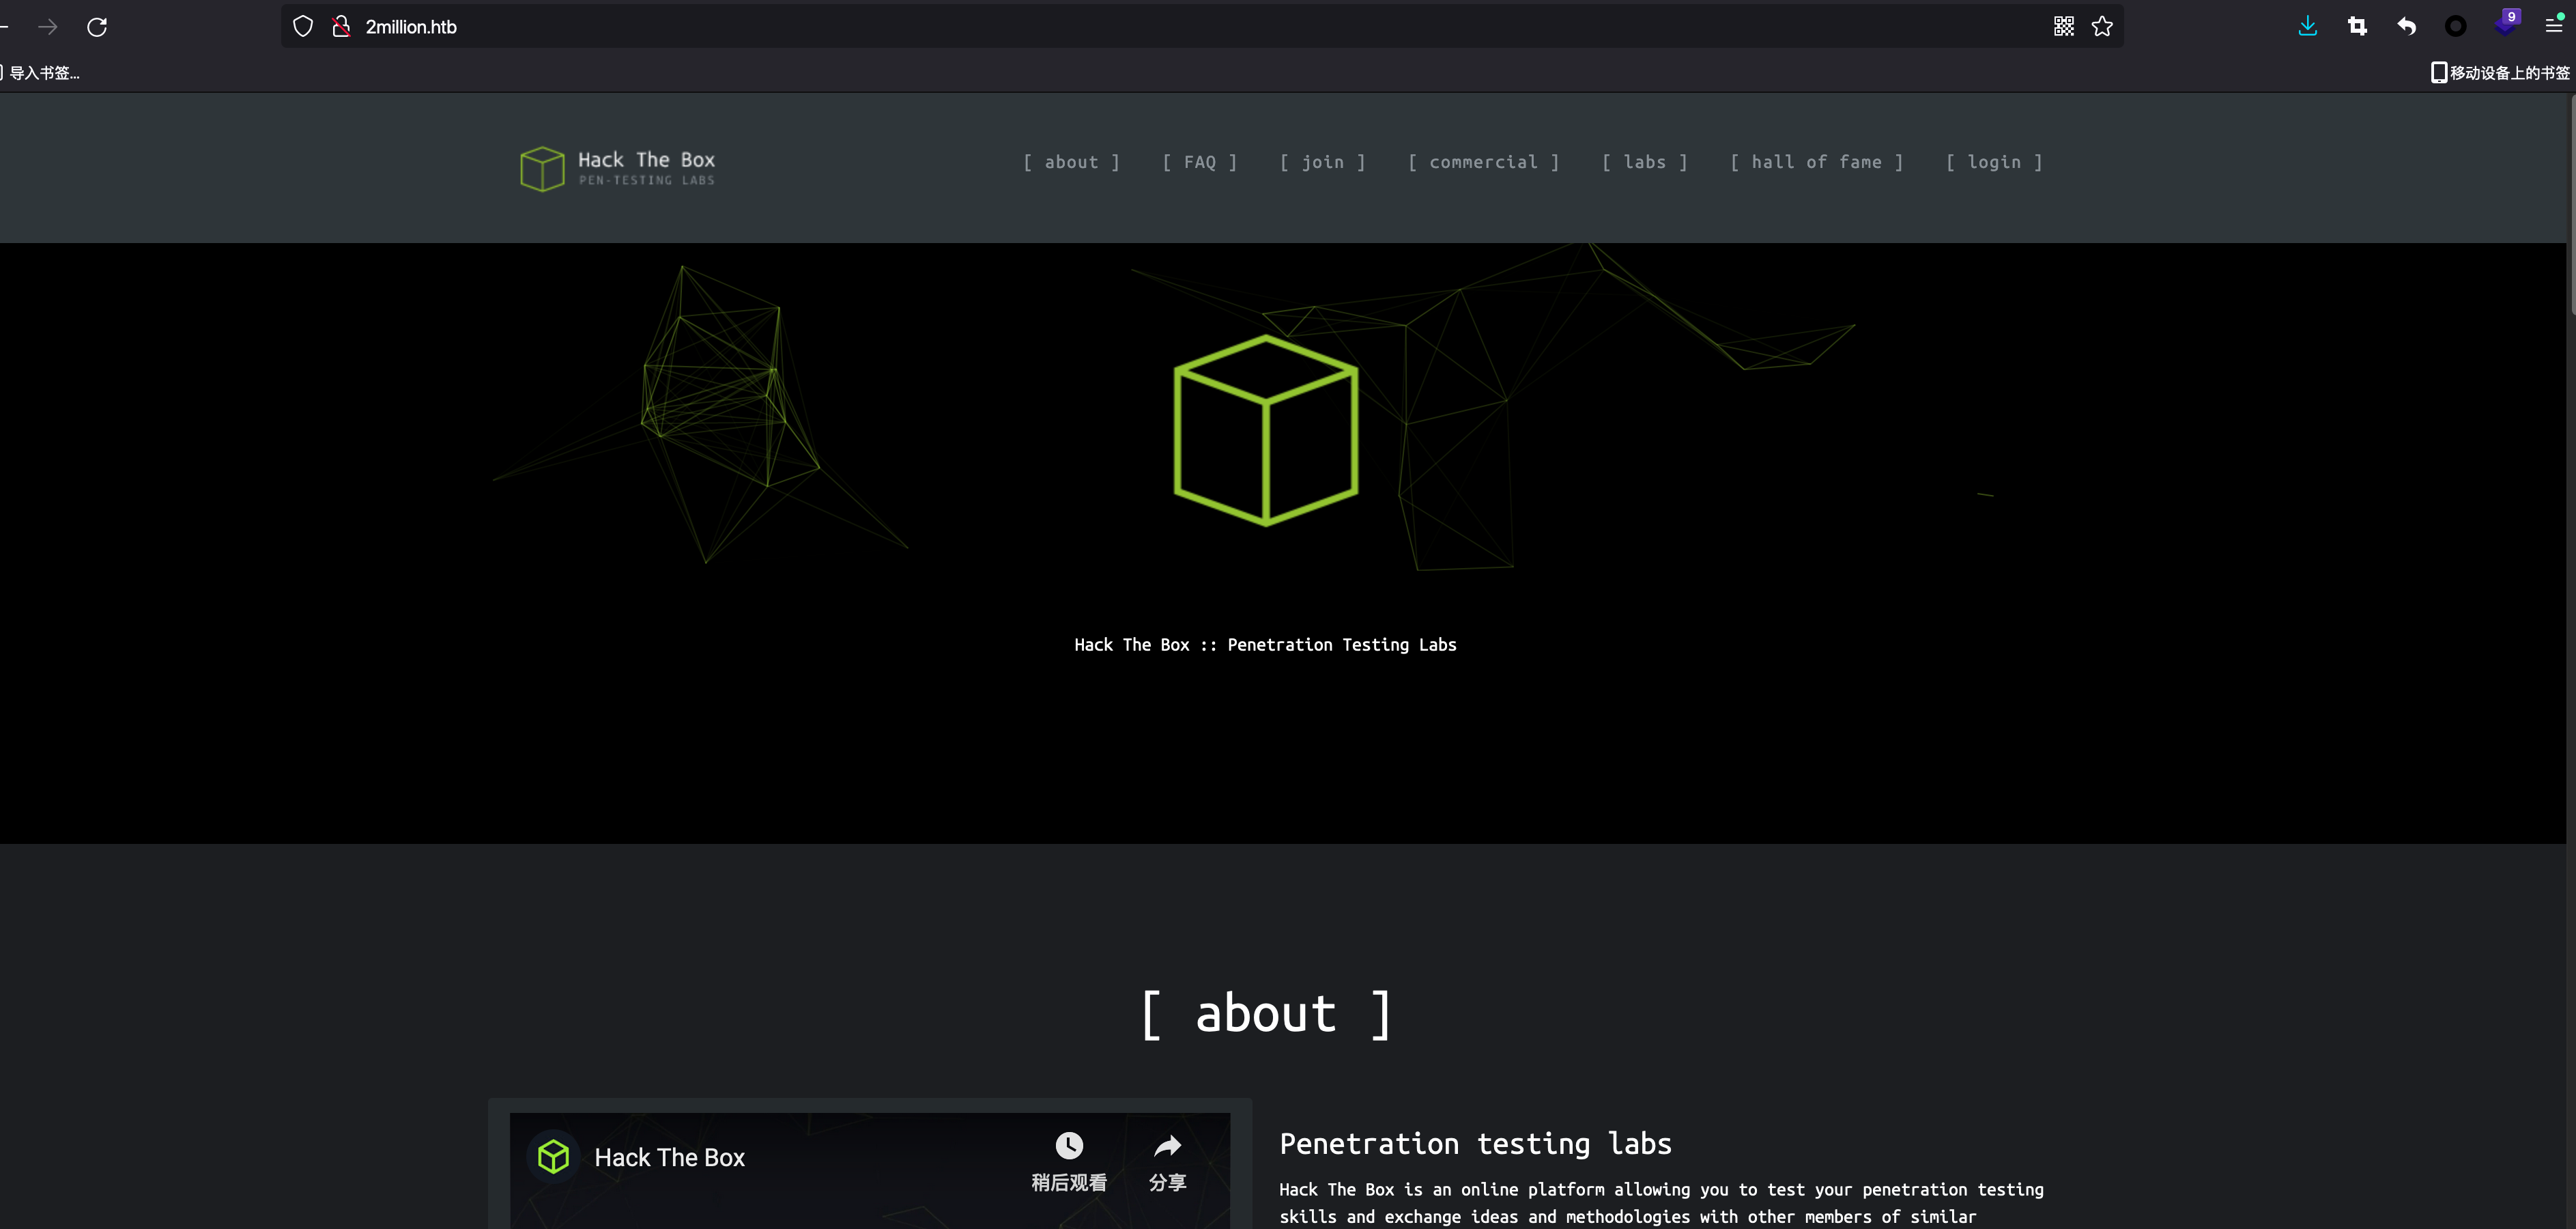 2million.htb
9
导入书签...
移动设备上的书签
Hack The Box
PEN-TESTING LABS
[ about ] [ FAQ ] [ join ] [ commercial ] [ labs ] [ hall of fame ] [ login ]
Hack The Box :: Penetration Testing Labs
[ about ]
Hack The Box
稍后观看 分享
Penetration testing labs
Hack The Box is an online platform allowing you to test your penetration testing
skills and exchange ideas and methodologies with other members of similar